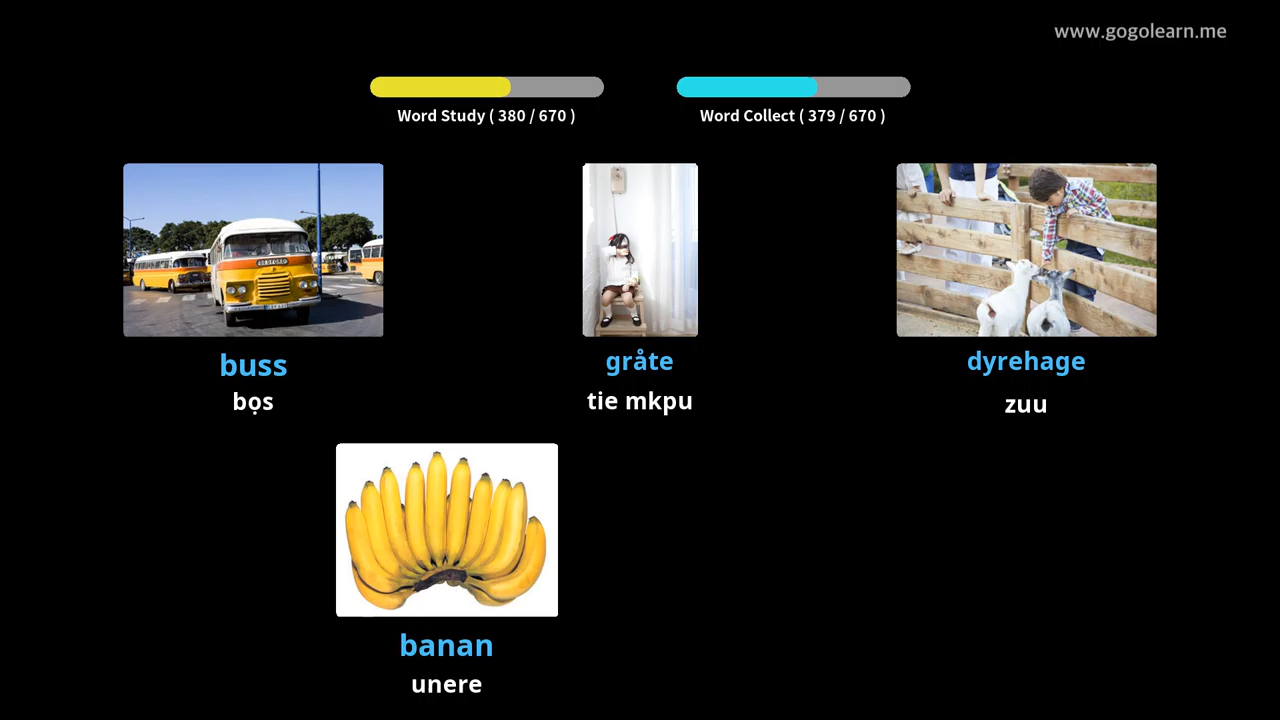 www.gogolearn.me
Word Study ( 380 / 670 )
Word Collect ( 379 / 670 )
BEDFORD
buss
gråte
dyrehage
bọs
tie mkpu
zuu
banan
unere